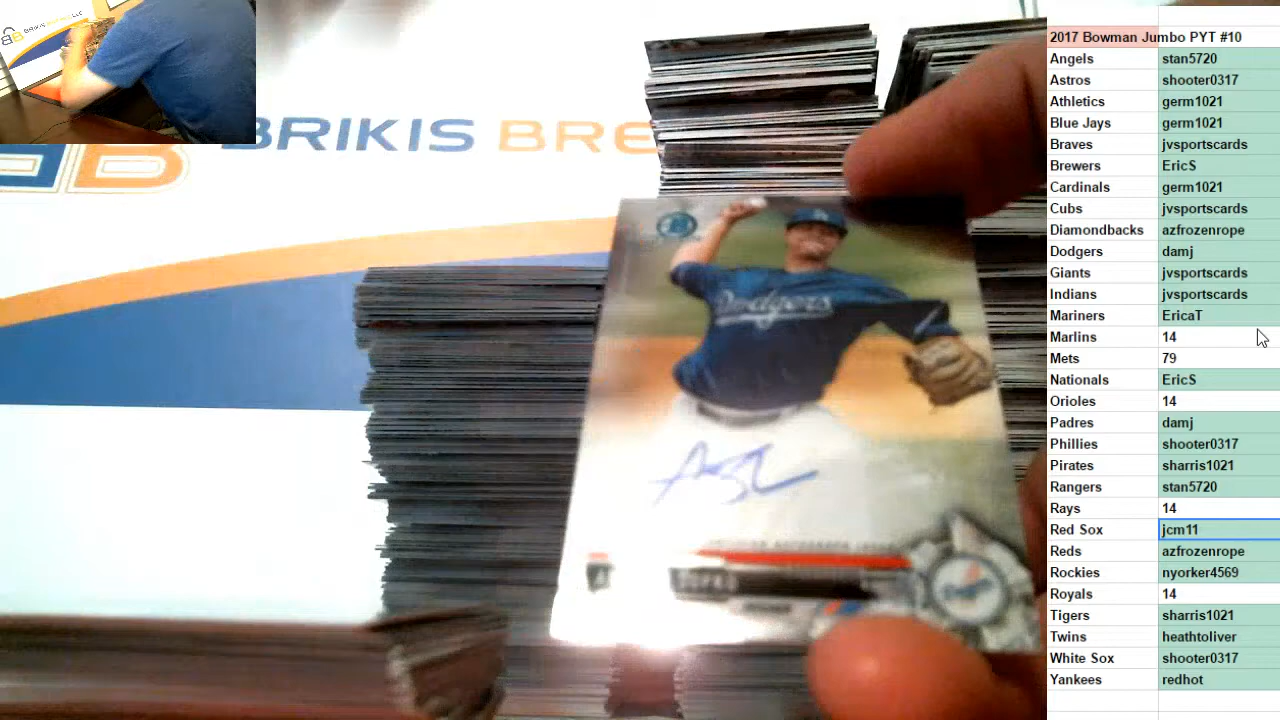 BRIKIS
BRIKIS BRE
B
Dodgers
2017 Bowman Jumbo PYT #10
Angels stan5720
Astros shooter0317
Athletics germ1021
Blue Jays germ1021
Braves jvsportscards
Brewers EricS
Cardinals germ1021
Cubs jvsportscards
Diamondbacks azfrozenrope
Dodgers damj
Giants jvsportscards
Indians jvsportscards
Mariners EricaT
Marlins 14
Mets 79
Nationals EricS
Orioles 14
Padres damj
Phillies shooter0317
Pirates sharris1021
Rangers stan5720
Rays 14
Red Sox jcm11
Reds azfrozenrope
Rockies nyorker4569
Royals 14
Tigers sharris1021
Twins heathtoliver
White Sox shooter0317
Yankees redhot